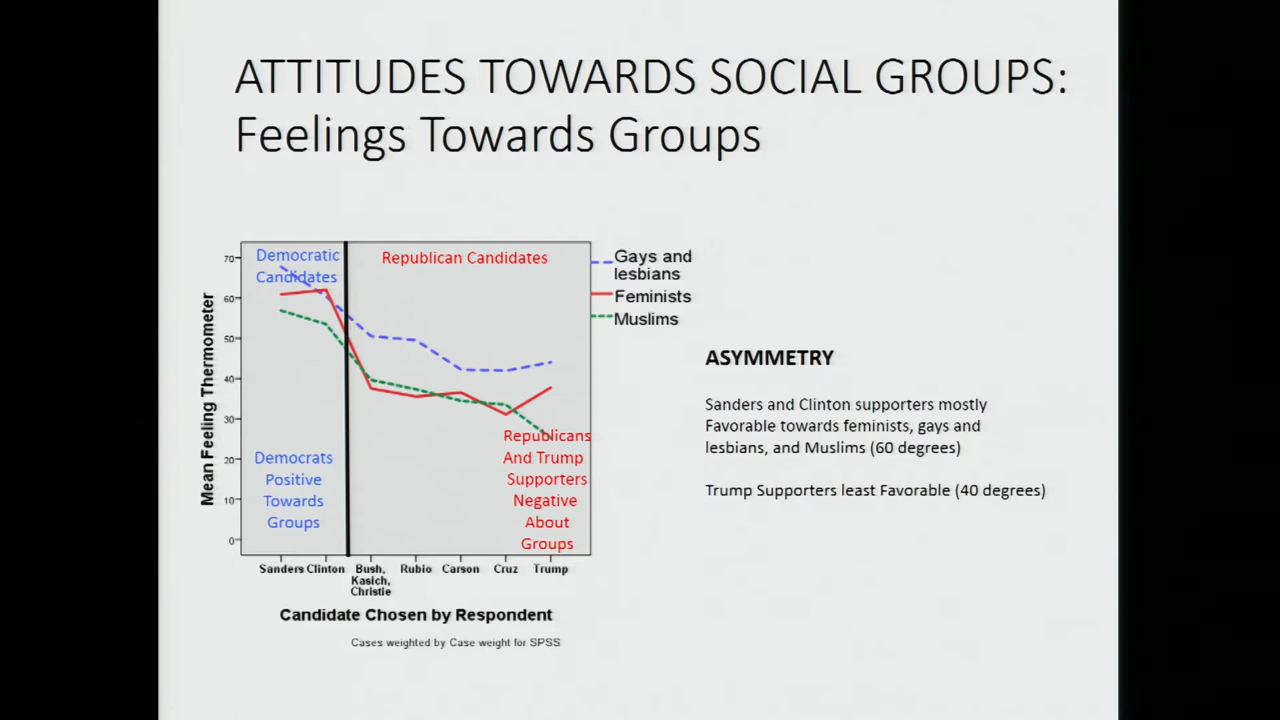 ATTITUDES TOWARDS SOCIAL GROUPS:
Feelings Towards Groups
Democratic
Candidates
Republican Candidates
Gays and
lesbians
Feminists
Muslims
Mean Feeling Thermometer
70
60
50
40
30
20
10
0
Democrats
Positive
Towards
Groups
Republicans
And Trump
Supporters
Negative
About
Groups
Sanders Clinton Bush, Kasich, Christie Rubio Carson Cruz Trump
Candidate Chosen by Respondent
Cases weighted by Case weight for SPSS
ASYMMETRY
Sanders and Clinton supporters mostly
Favorable towards feminists, gays and
lesbians, and Muslims (60 degrees)
Trump Supporters least Favorable (40 degrees)